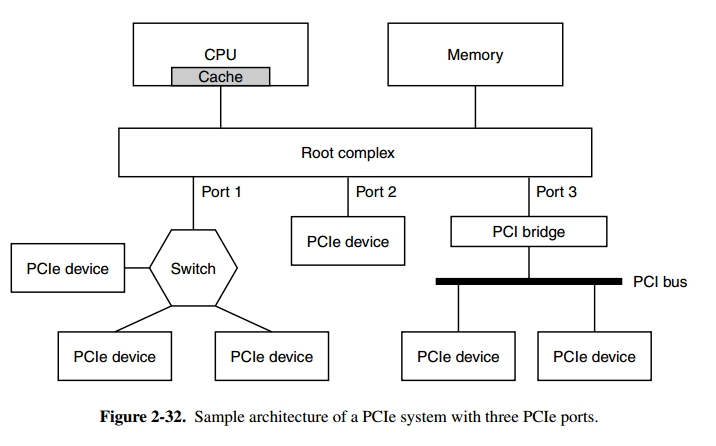 CPU
Cache
Memory
Root complex
Port 1
Port 2
Port 3
PCIe device
PCI bridge
PCIe device
Switch
PCI bus
PCIe device
PCIe device
PCIe device
PCIe device
Figure 2-32. Sample architecture of a PCIe system with three PCIe ports.